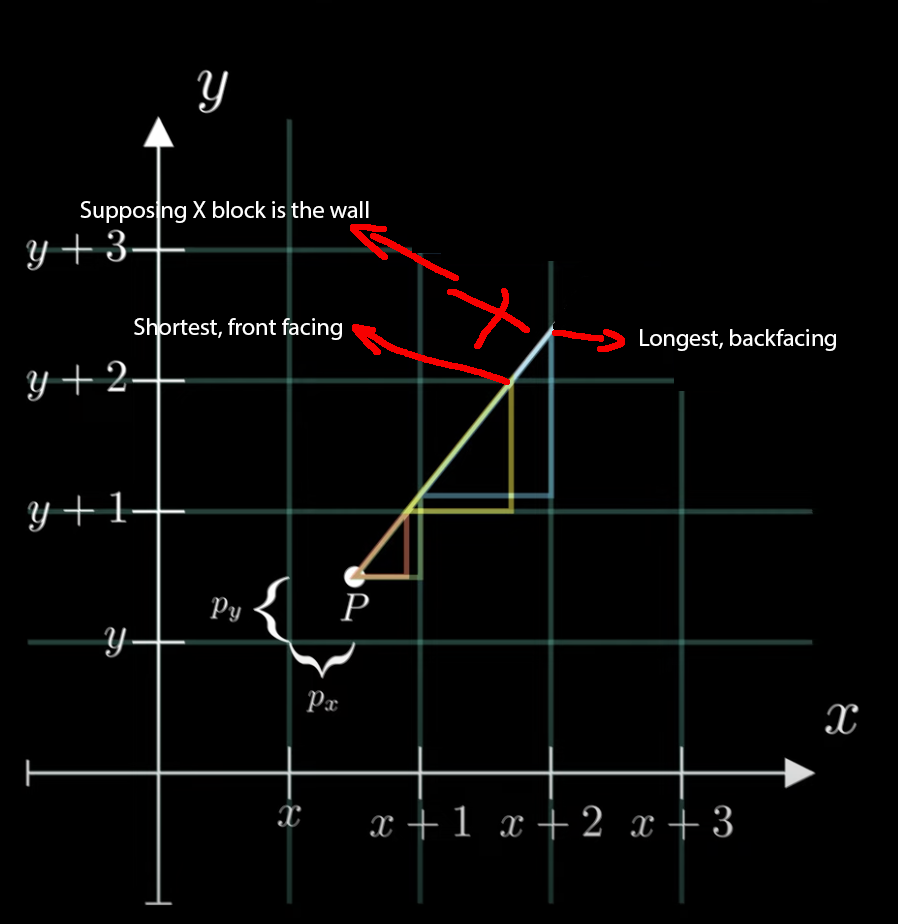 y
Supposing X block is the wall
y + 3
Shortest, front facing
Longest, backfacing
y + 2
y + 1
P
p_y
y
p_x
x
x
x + 1
x + 2
x + 3